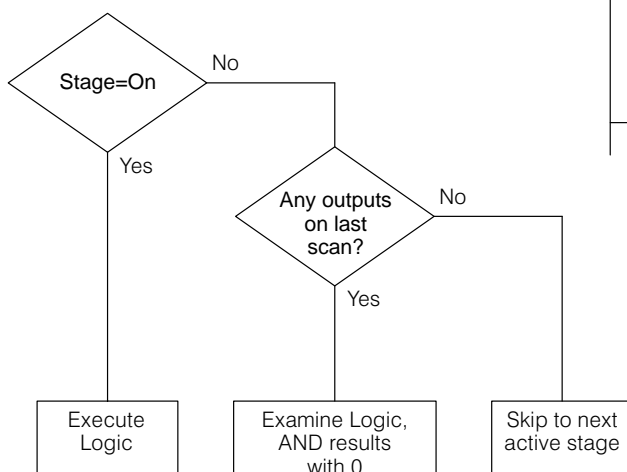 Stage=On
No
Yes
Any outputs
on last
scan?
No
Yes
Execute
Logic
Examine Logic,
AND results
with 0
Skip to next
active stage